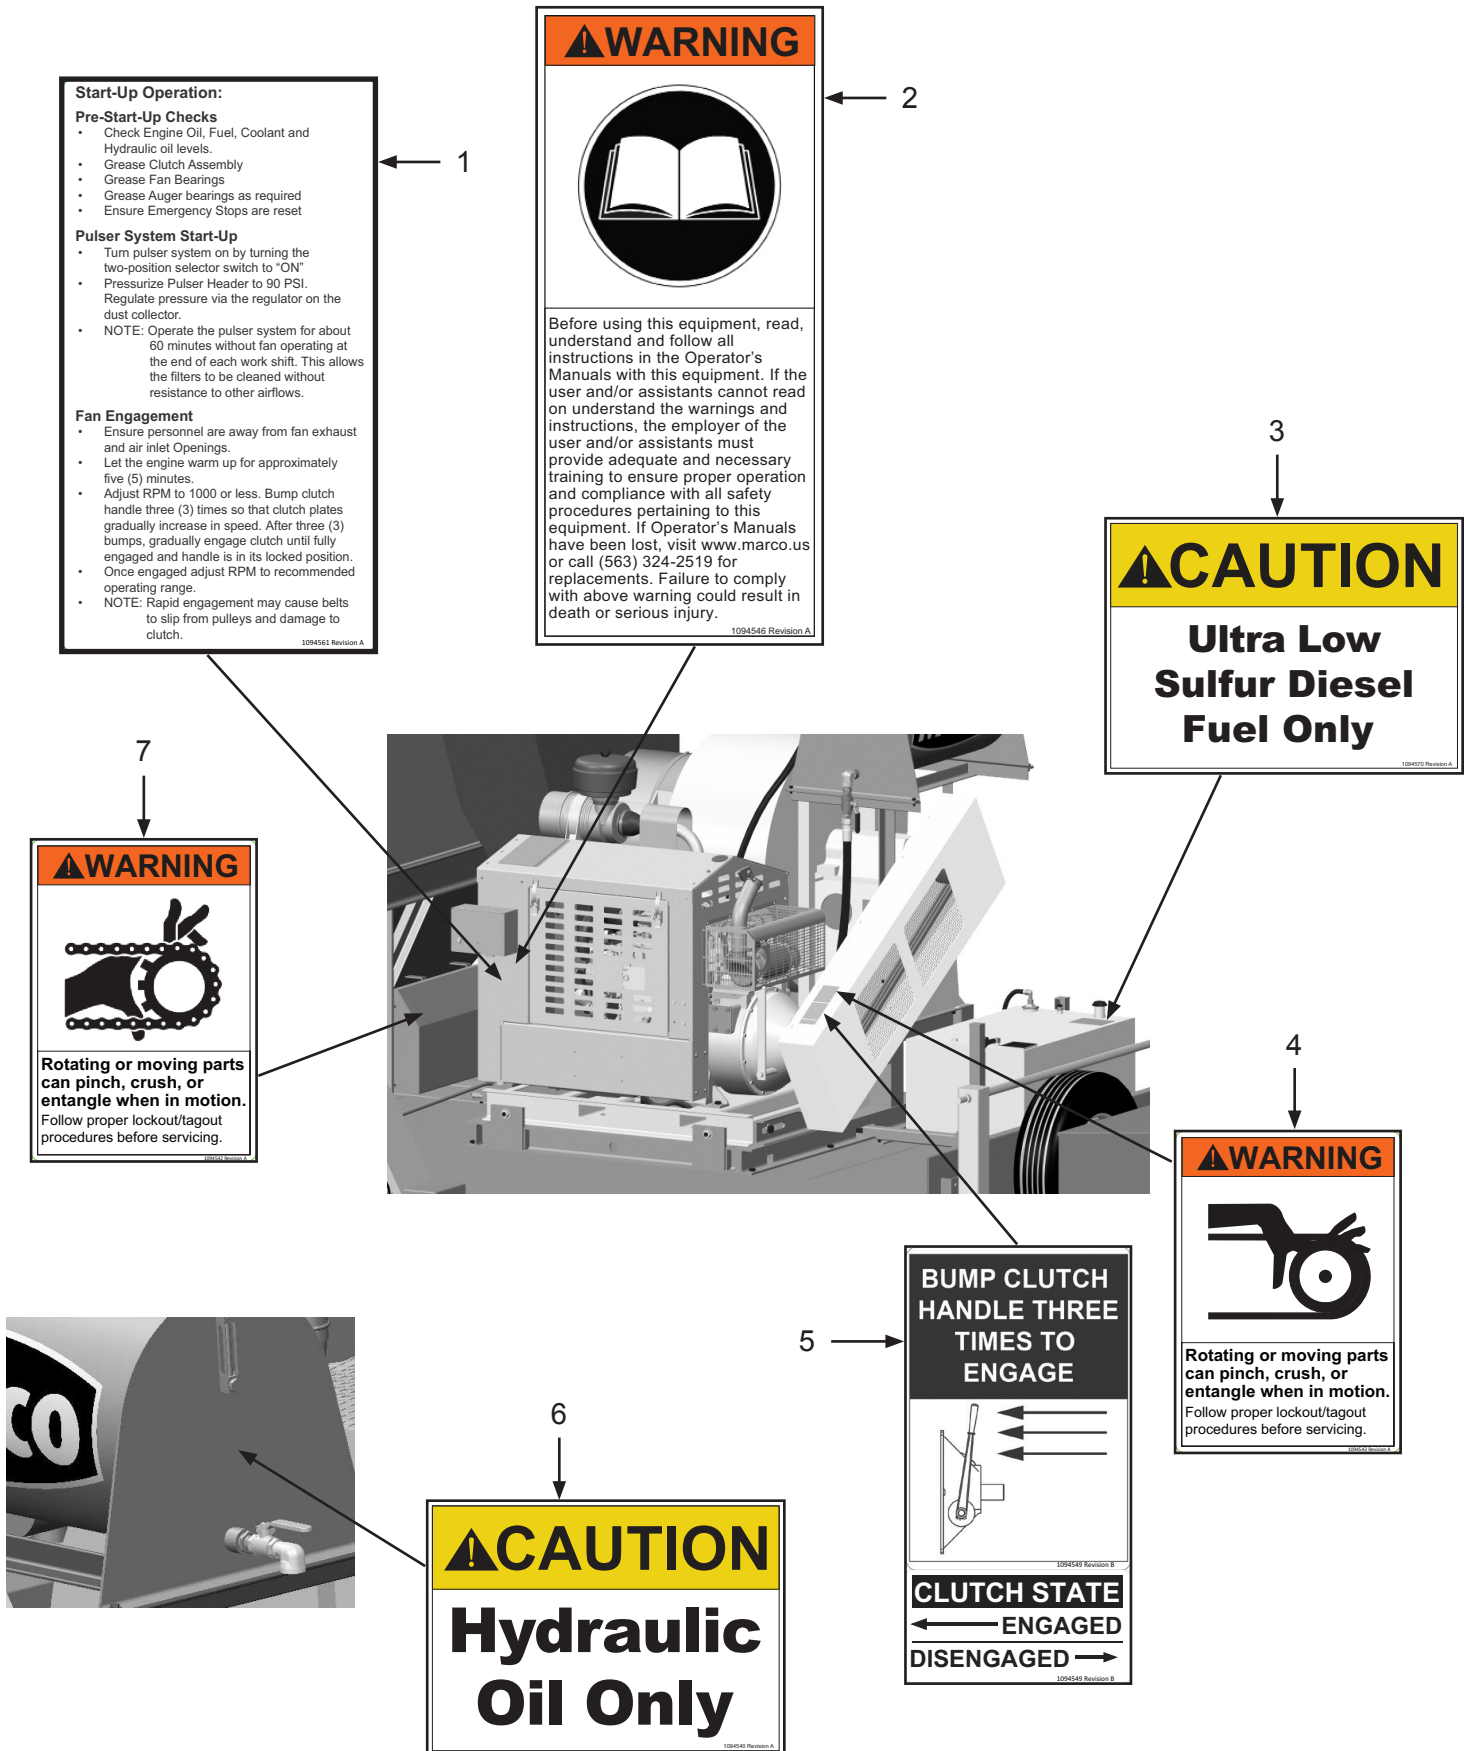 Start-Up Operation:
Pre-Start-Up Checks
• Check Engine Oil, Fuel, Coolant and
Hydraulic oil levels.
• Grease Clutch Assembly
• Grease Fan Bearings
• Grease Auger bearings as required
• Ensure Emergency Stops are reset
Pulser System Start-Up
• Turn pulser system on by turning the
two-position selector switch to “ON”
• Pressurize Pulser Header to 90 PSI.
Regulate pressure via the regulator on the
dust collector.
• NOTE: Operate the pulser system for about
60 minutes without fan operating at
the end of each work shift. This allows
the filters to be cleaned without
resistance to other airflows.
Fan Engagement
• Ensure personnel are away from fan exhaust
and air inlet Openings.
• Let the engine warm up for approximately
five (5) minutes.
• Adjust RPM to 1000 or less. Bump clutch
handle three (3) times so that clutch plates
gradually increase in speed. After three (3)
bumps, gradually engage clutch until fully
engaged and handle is in its locked position.
• Once engaged adjust RPM to recommended
operating range.
• NOTE: Rapid engagement may cause belts
to slip from pulleys and damage to
clutch.
1094561 Revision A
1
WARNING
Before using this equipment, read,
understand and follow all
instructions in the Operator’s
Manuals with this equipment. If the
user and/or assistants cannot read
on understand the warnings and
instructions, the employer of the
user and/or assistants must
provide adequate and necessary
training to ensure proper operation
and compliance with all safety
procedures pertaining to this
equipment. If Operator’s Manuals
have been lost, visit www.marco.us
or call (563) 324-2519 for
replacements. Failure to comply
with above warning could result in
death or serious injury.
1094546 Revision A
2
3
CAUTION
Ultra Low
Sulfur Diesel
Fuel Only
1094570 Revision A
7
WARNING
Rotating or moving parts
can pinch, crush, or
entangle when in motion.
Follow proper lockout/tagout
procedures before servicing.
1094542 Revision A
4
WARNING
Rotating or moving parts
can pinch, crush, or
entangle when in motion.
Follow proper lockout/tagout
procedures before servicing.
1094543 Revision A
5
BUMP CLUTCH
HANDLE THREE
TIMES TO
ENGAGE
1094549 Revision B
CLUTCH STATE
ENGAGED
DISENGAGED
1094549 Revision B
CO
6
CAUTION
Hydraulic
Oil Only
1094540 Revision A